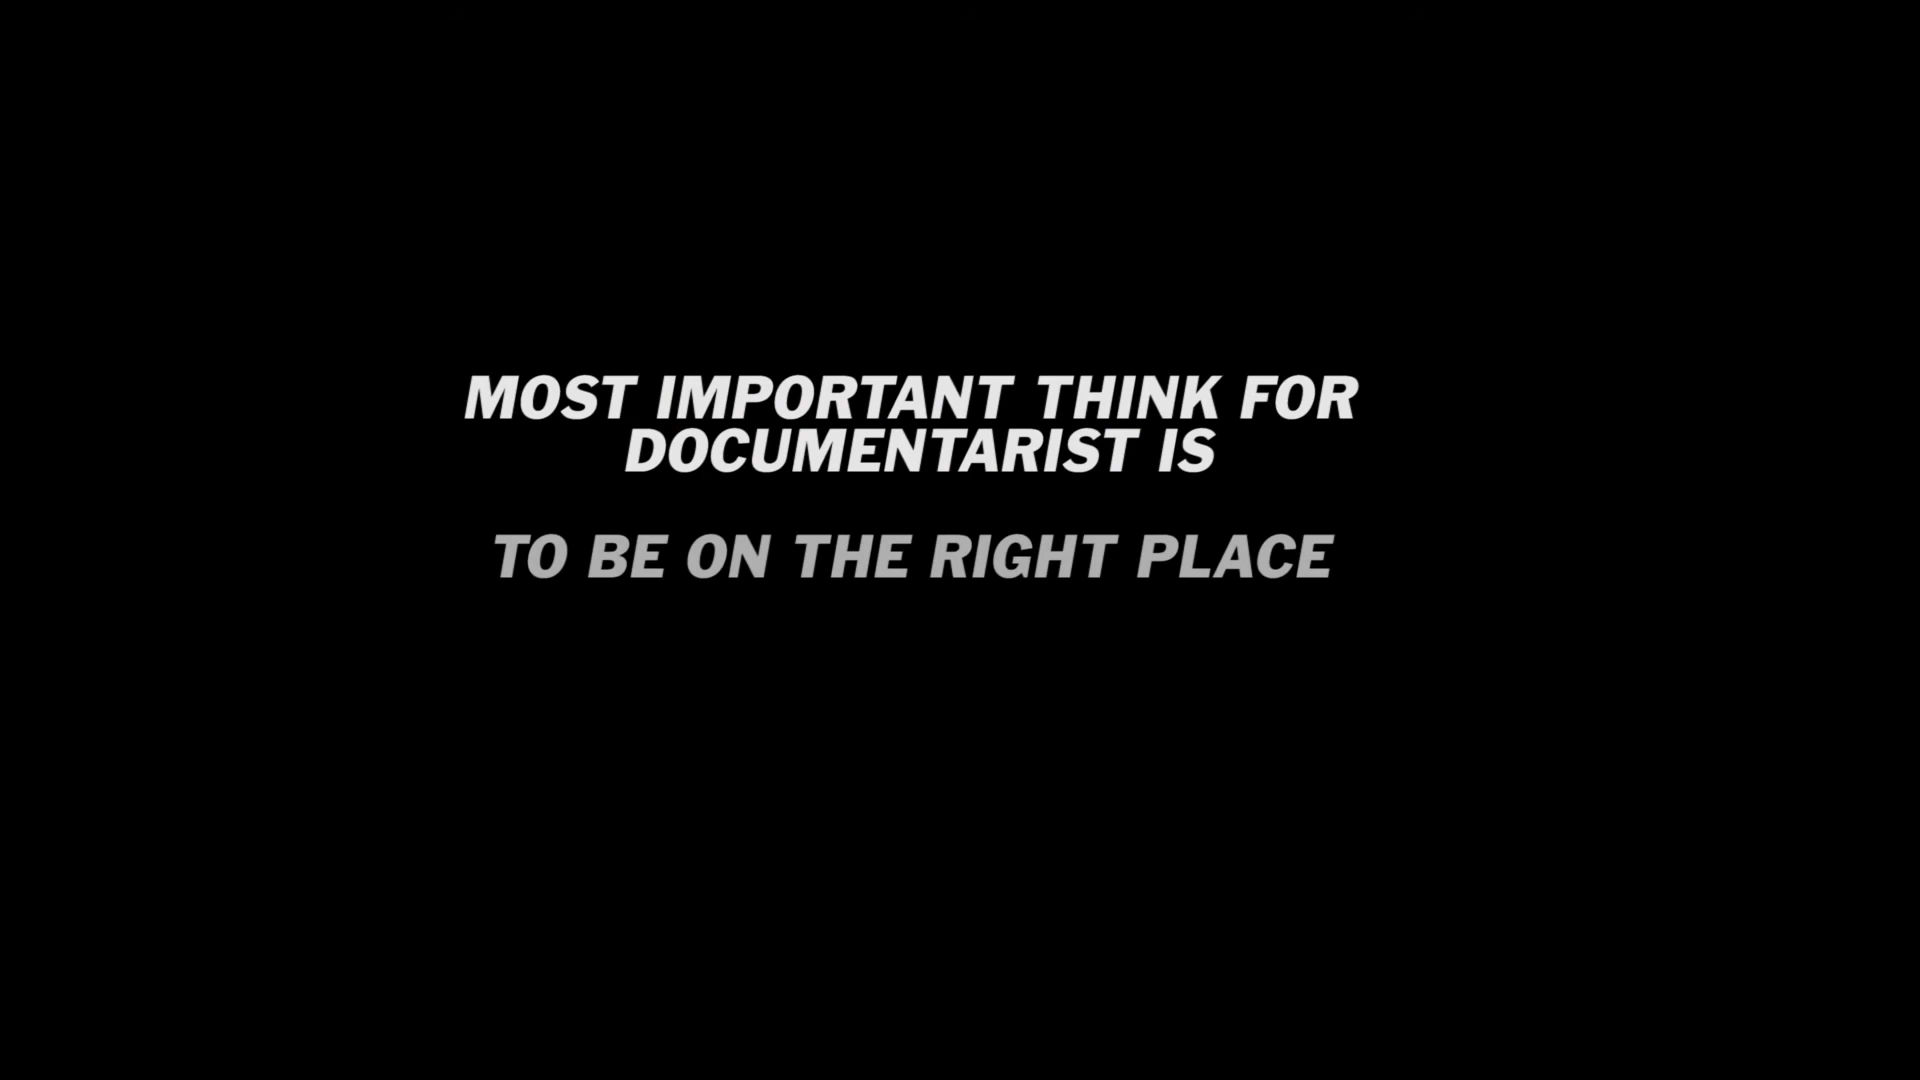 MOST IMPORTANT THINK FOR
DOCUMENTARIST IS
TO BE ON THE RIGHT PLACE